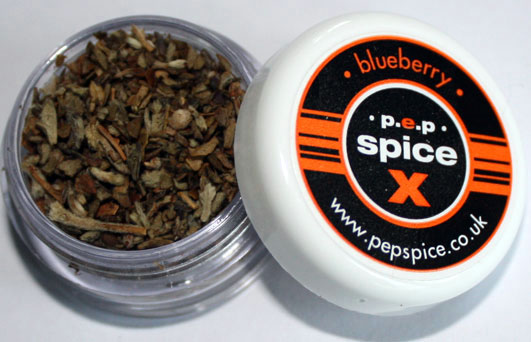 • blueberry •
• p.e.p •
spice
X
www.pepspice.co.uk